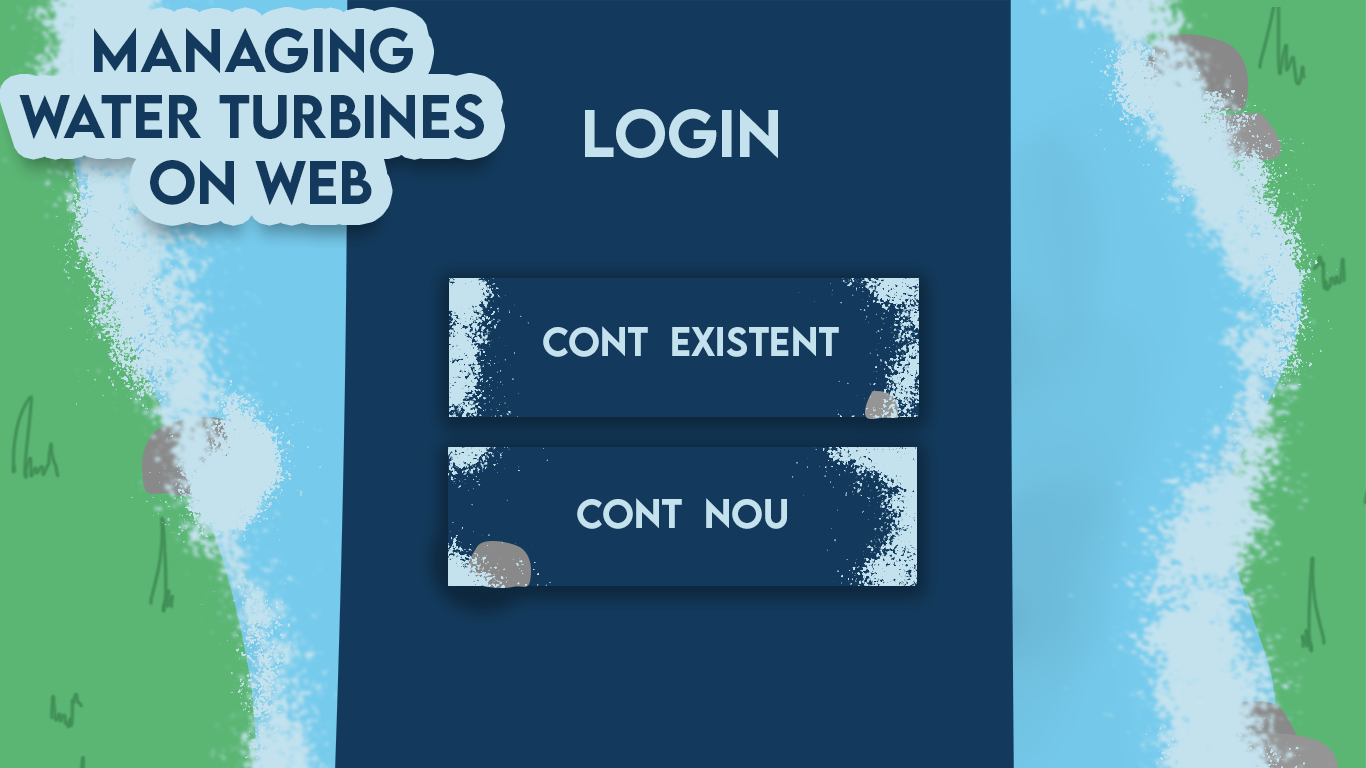 MANAGING
WATER TURBINES
ON WEB
LOGIN
CONT EXISTENT
CONT NOU